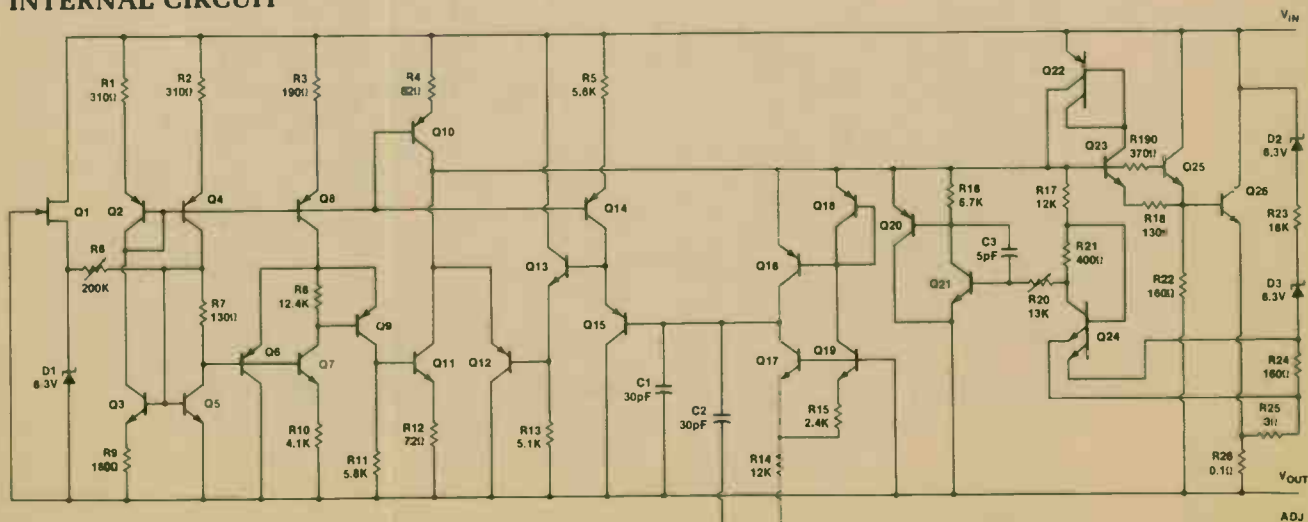 INTERNAL CIRCUIT
VIN
R1
310Ω
R2
310Ω
R3
190Ω
R4
82Ω
R5
5.6K
Q22
D2
6.3V
Q10
Q23
R190
370Ω
Q25
Q1
Q2
Q4
Q8
Q14
Q18
Q20
R16
6.7K
R17
12K
R18
130Ω
Q26
R23
18K
R6
200K
Q13
Q16
C3
5pF
R21
400Ω
Q21
R20
13K
R22
160Ω
D3
6.3V
R7
130Ω
R8
12.4K
Q9
Q15
Q24
D1
6.3V
Q6
Q7
Q11
Q12
Q17
Q19
R24
160Ω
Q3
Q5
C1
30pF
C2
30pF
R15
2.4K
R25
3Ω
R9
180Ω
R10
4.1K
R11
5.8K
R12
72Ω
R13
5.1K
R14
12K
R26
0.1Ω
VOUT
ADJ